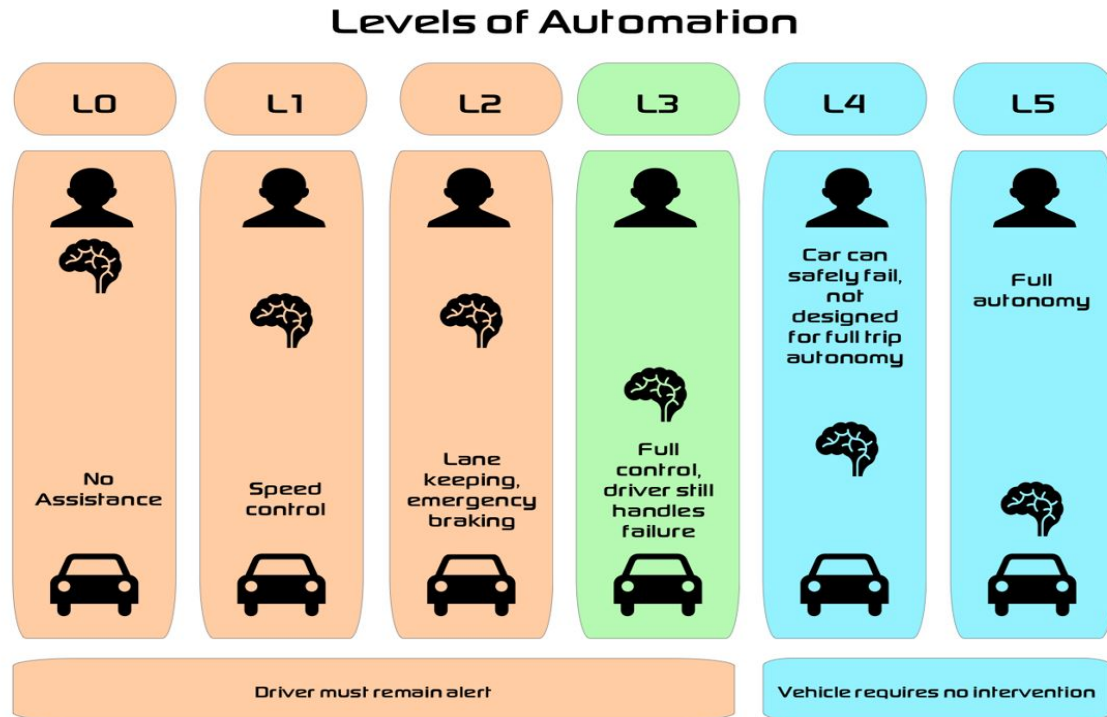 Levels of Automation
L0
L1
L2
L3
L4
L5
No
Assistance
Speed
control
Lane
keeping,
emergency
braking
Full
control,
driver still
handles
failure
Car can
safely fail,
not
designed
for full trip
autonomy
Full
autonomy
Driver must remain alert
Vehicle requires no intervention